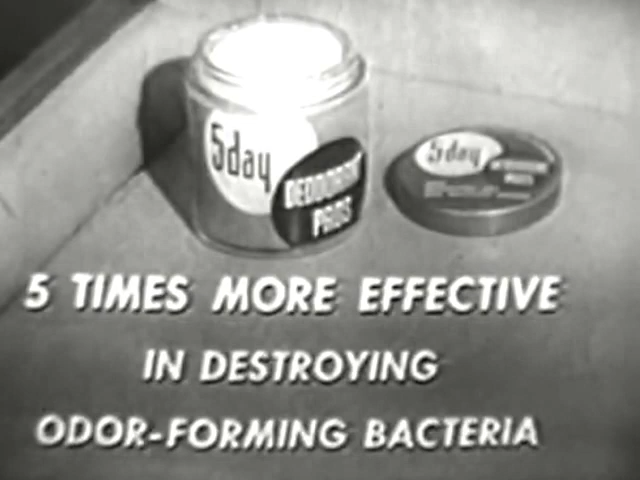 5day
DEODORANT
PADS
5day
5 TIMES MORE EFFECTIVE
IN DESTROYING
ODOR-FORMING BACTERIA